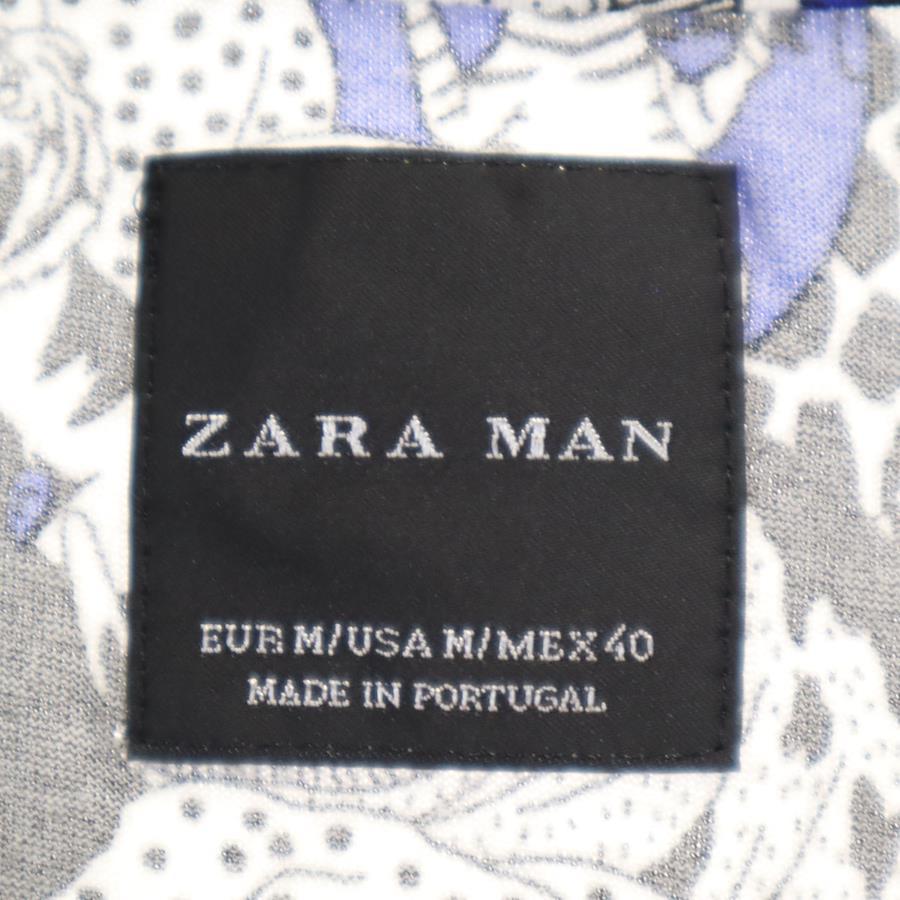 ZARA MAN
EUR M/USA M/MEX 40
MADE IN PORTUGAL